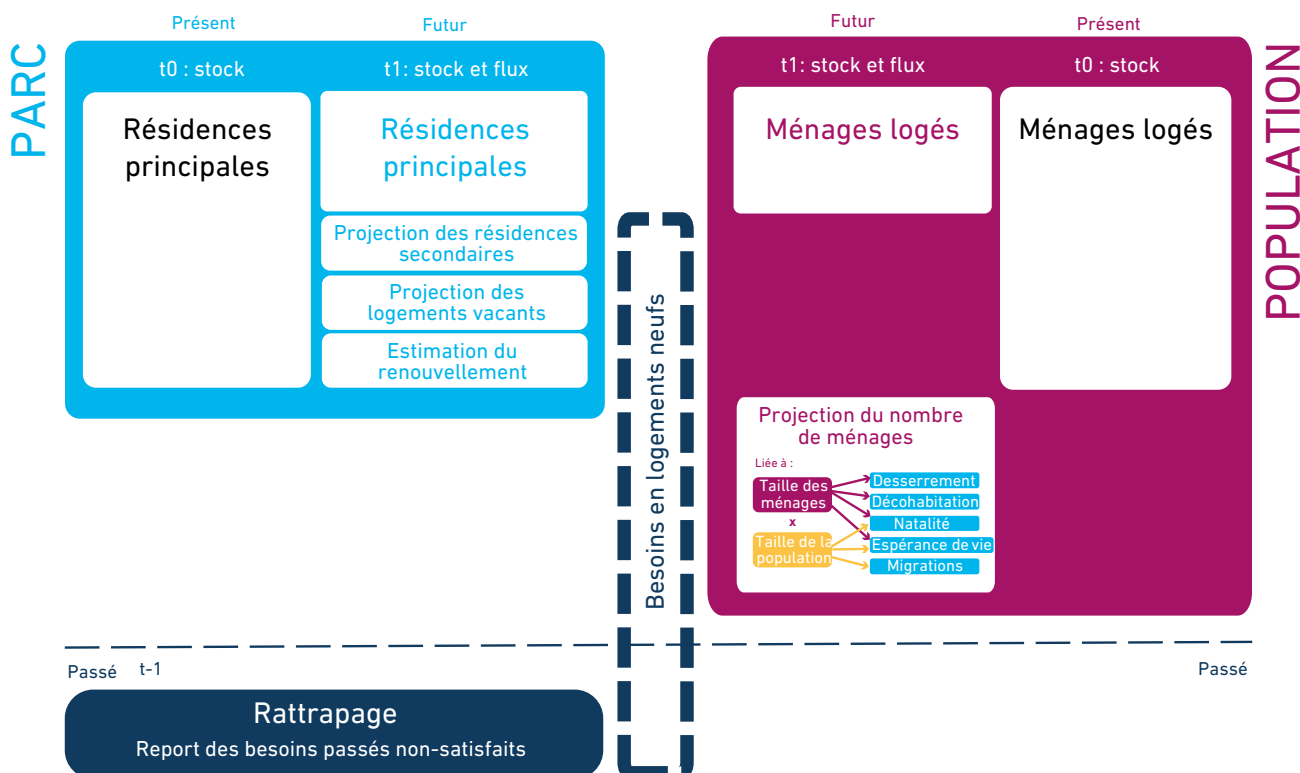 PARC
Présent
Futur
t0 : stock
t1: stock et flux
Résidences
principales
Résidences
principales
Projection des résidences
secondaires
Projection des
logements vacants
Estimation du
renouvellement
Besoins en logements neufs
Futur
Présent
t1: stock et flux
t0 : stock
Ménages logés
Ménages logés
POPULATION
Projection du nombre
de ménages
Liée à :
Taille des
ménages
x
Taille de la
population
Desserrement
Décohabitation
Natalité
Espérance de vie
Migrations
Passé t-1
Passé
Rattrapage
Report des besoins passés non-satisfaits